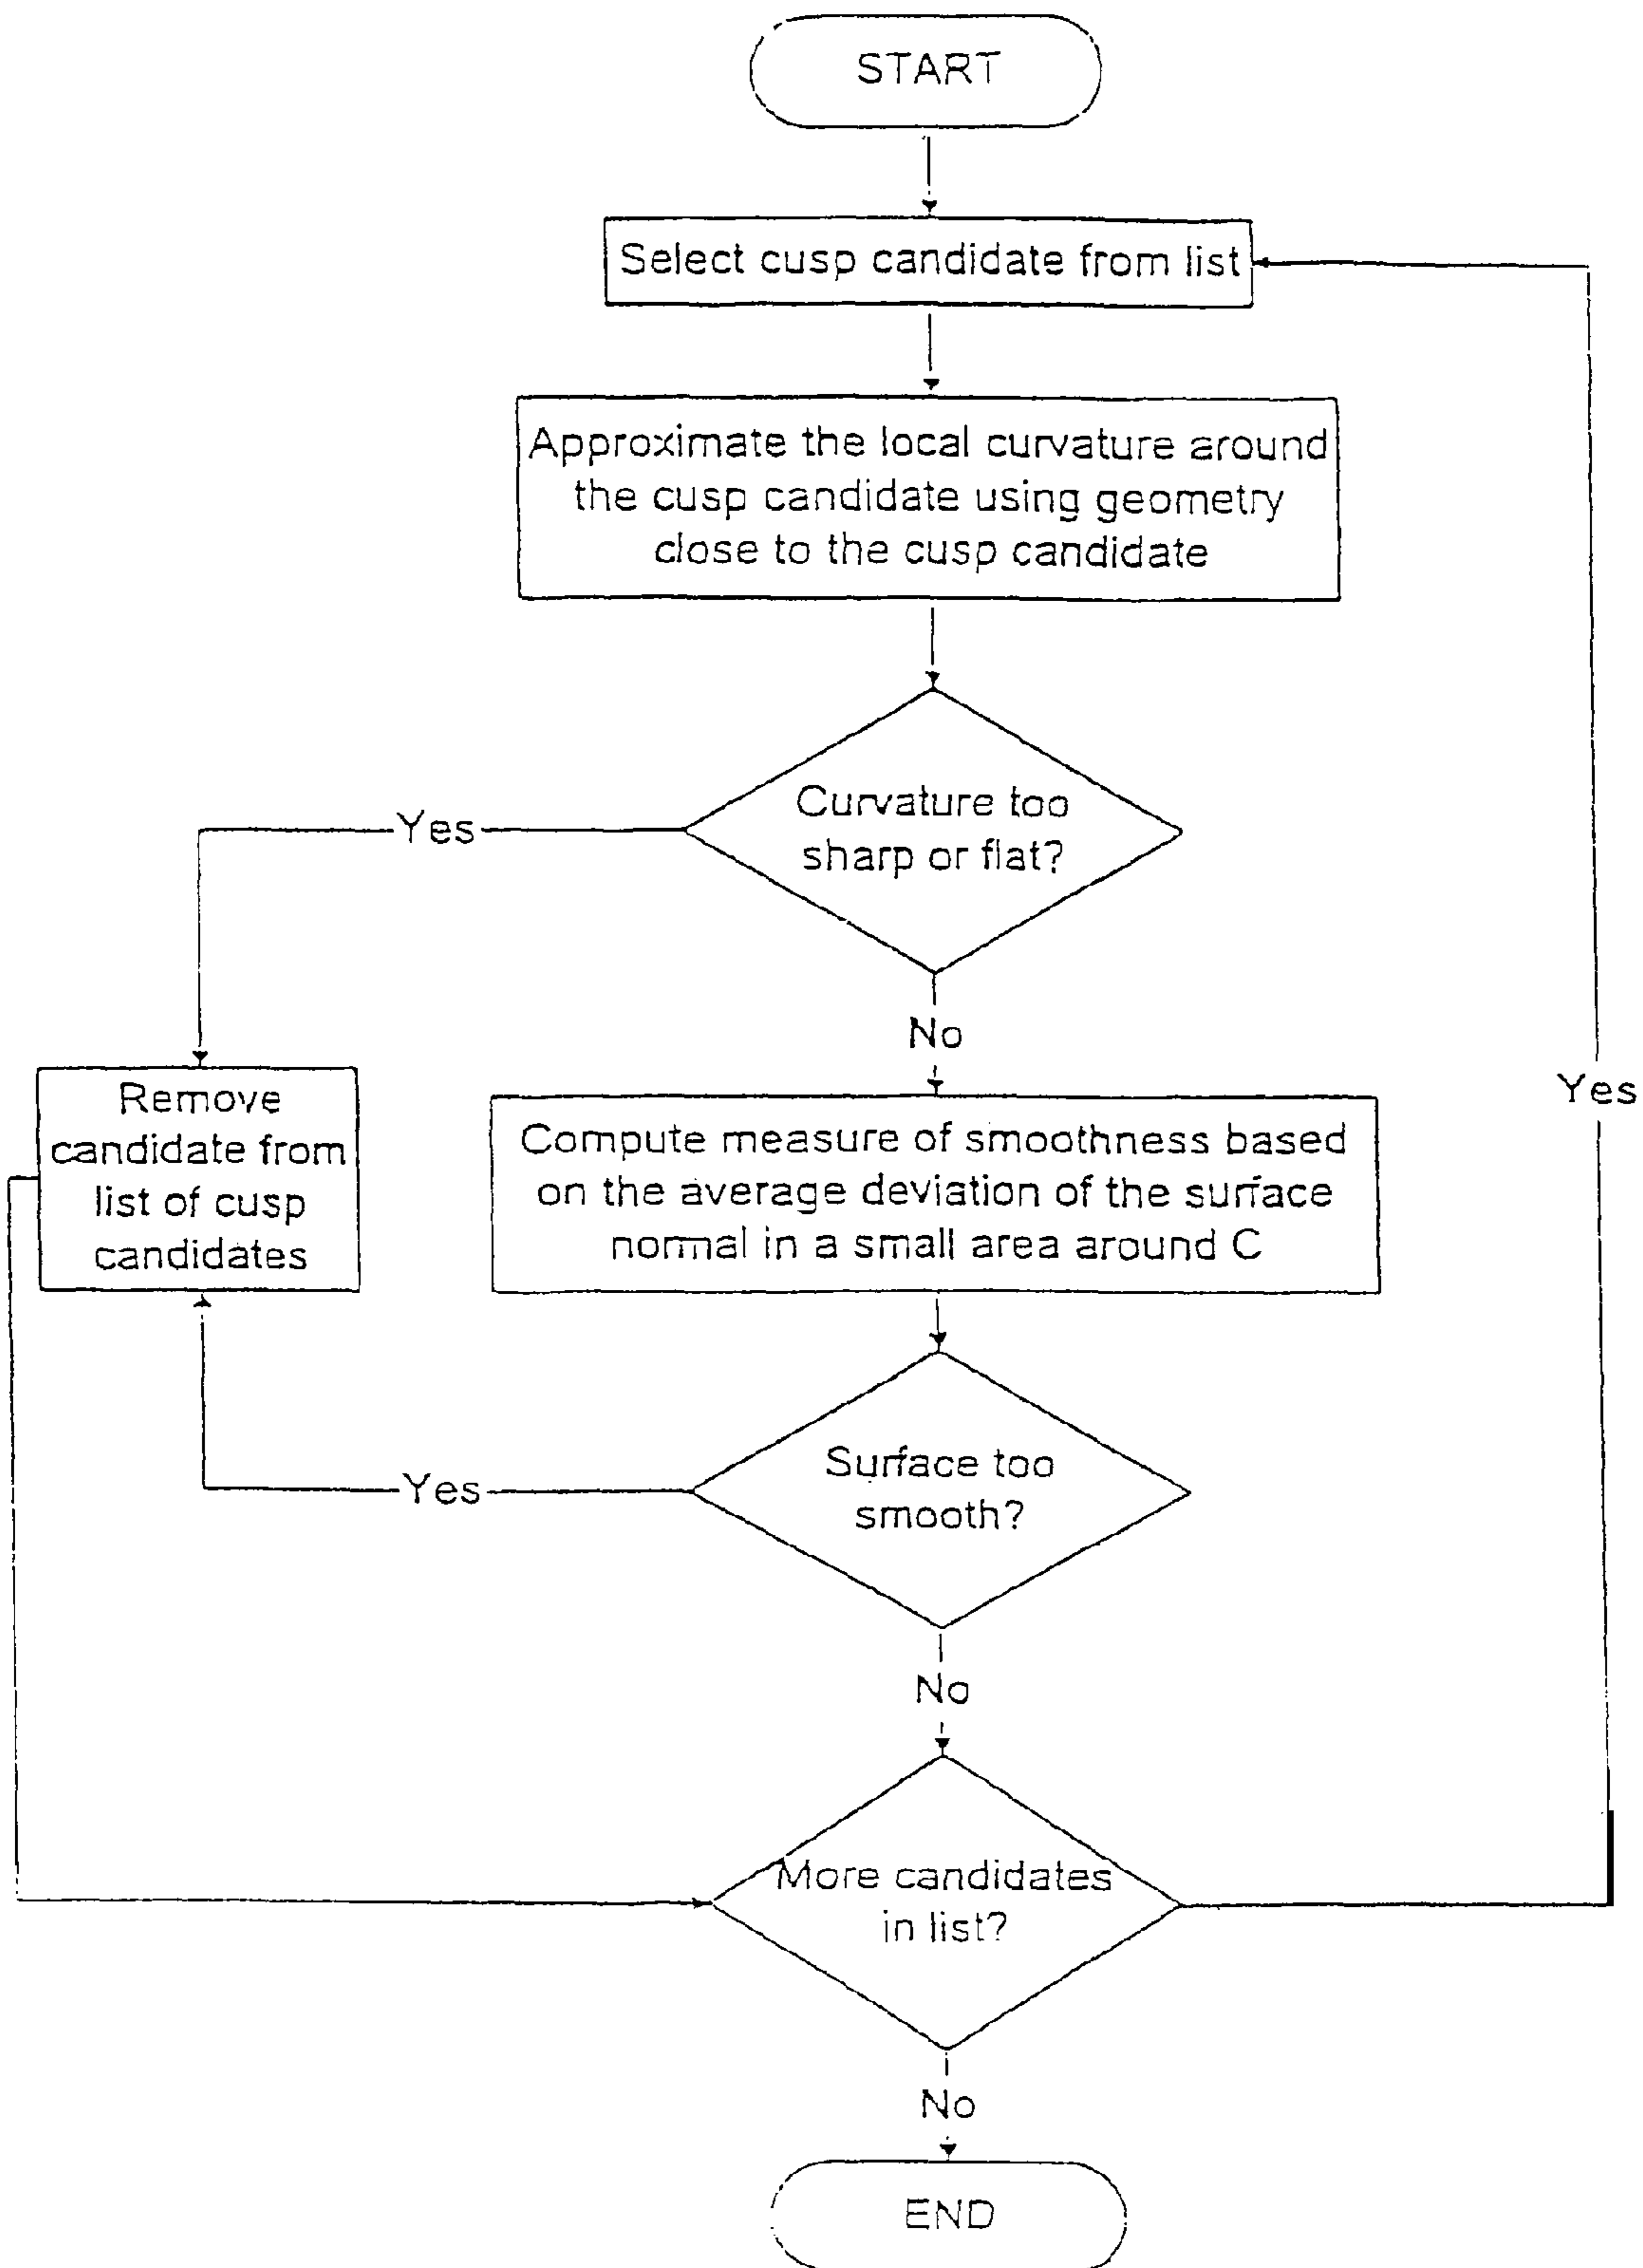 START
Select cusp candidate from list
Approximate the local curvature around
the cusp candidate using geometry
close to the cusp candidate
Curvature too
sharp or flat?
Yes
No
Remove
candidate from
list of cusp
candidates
Compute measure of smoothness based
on the average deviation of the surface
normal in a small area around C
Yes
Surface too
smooth?
Yes
No
More candidates
in list?
No
END